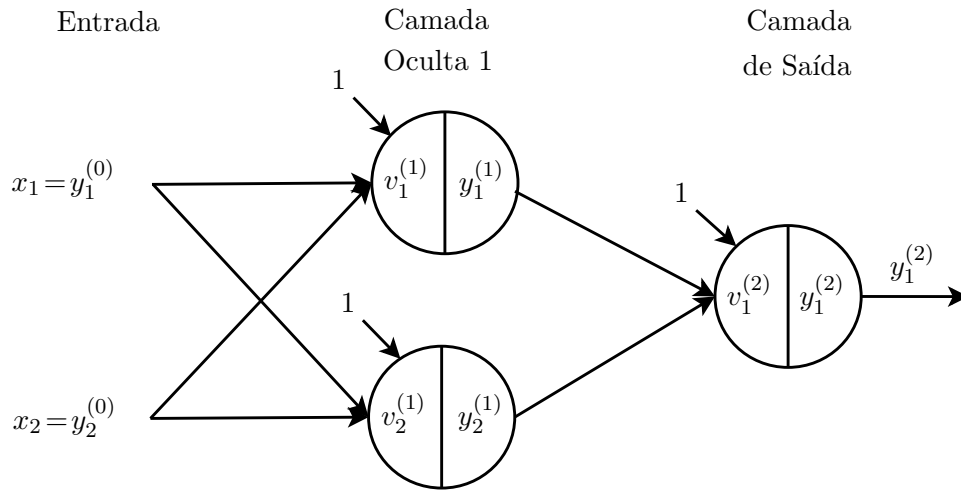 Entrada
Camada
Oculta 1
Camada
de Saída
1
x₁=y₁⁽⁰⁾
v₁⁽¹⁾ y₁⁽¹⁾
1
v₁⁽²⁾ y₁⁽²⁾
y₁⁽²⁾
1
x₂=y₂⁽⁰⁾
v₂⁽¹⁾ y₂⁽¹⁾